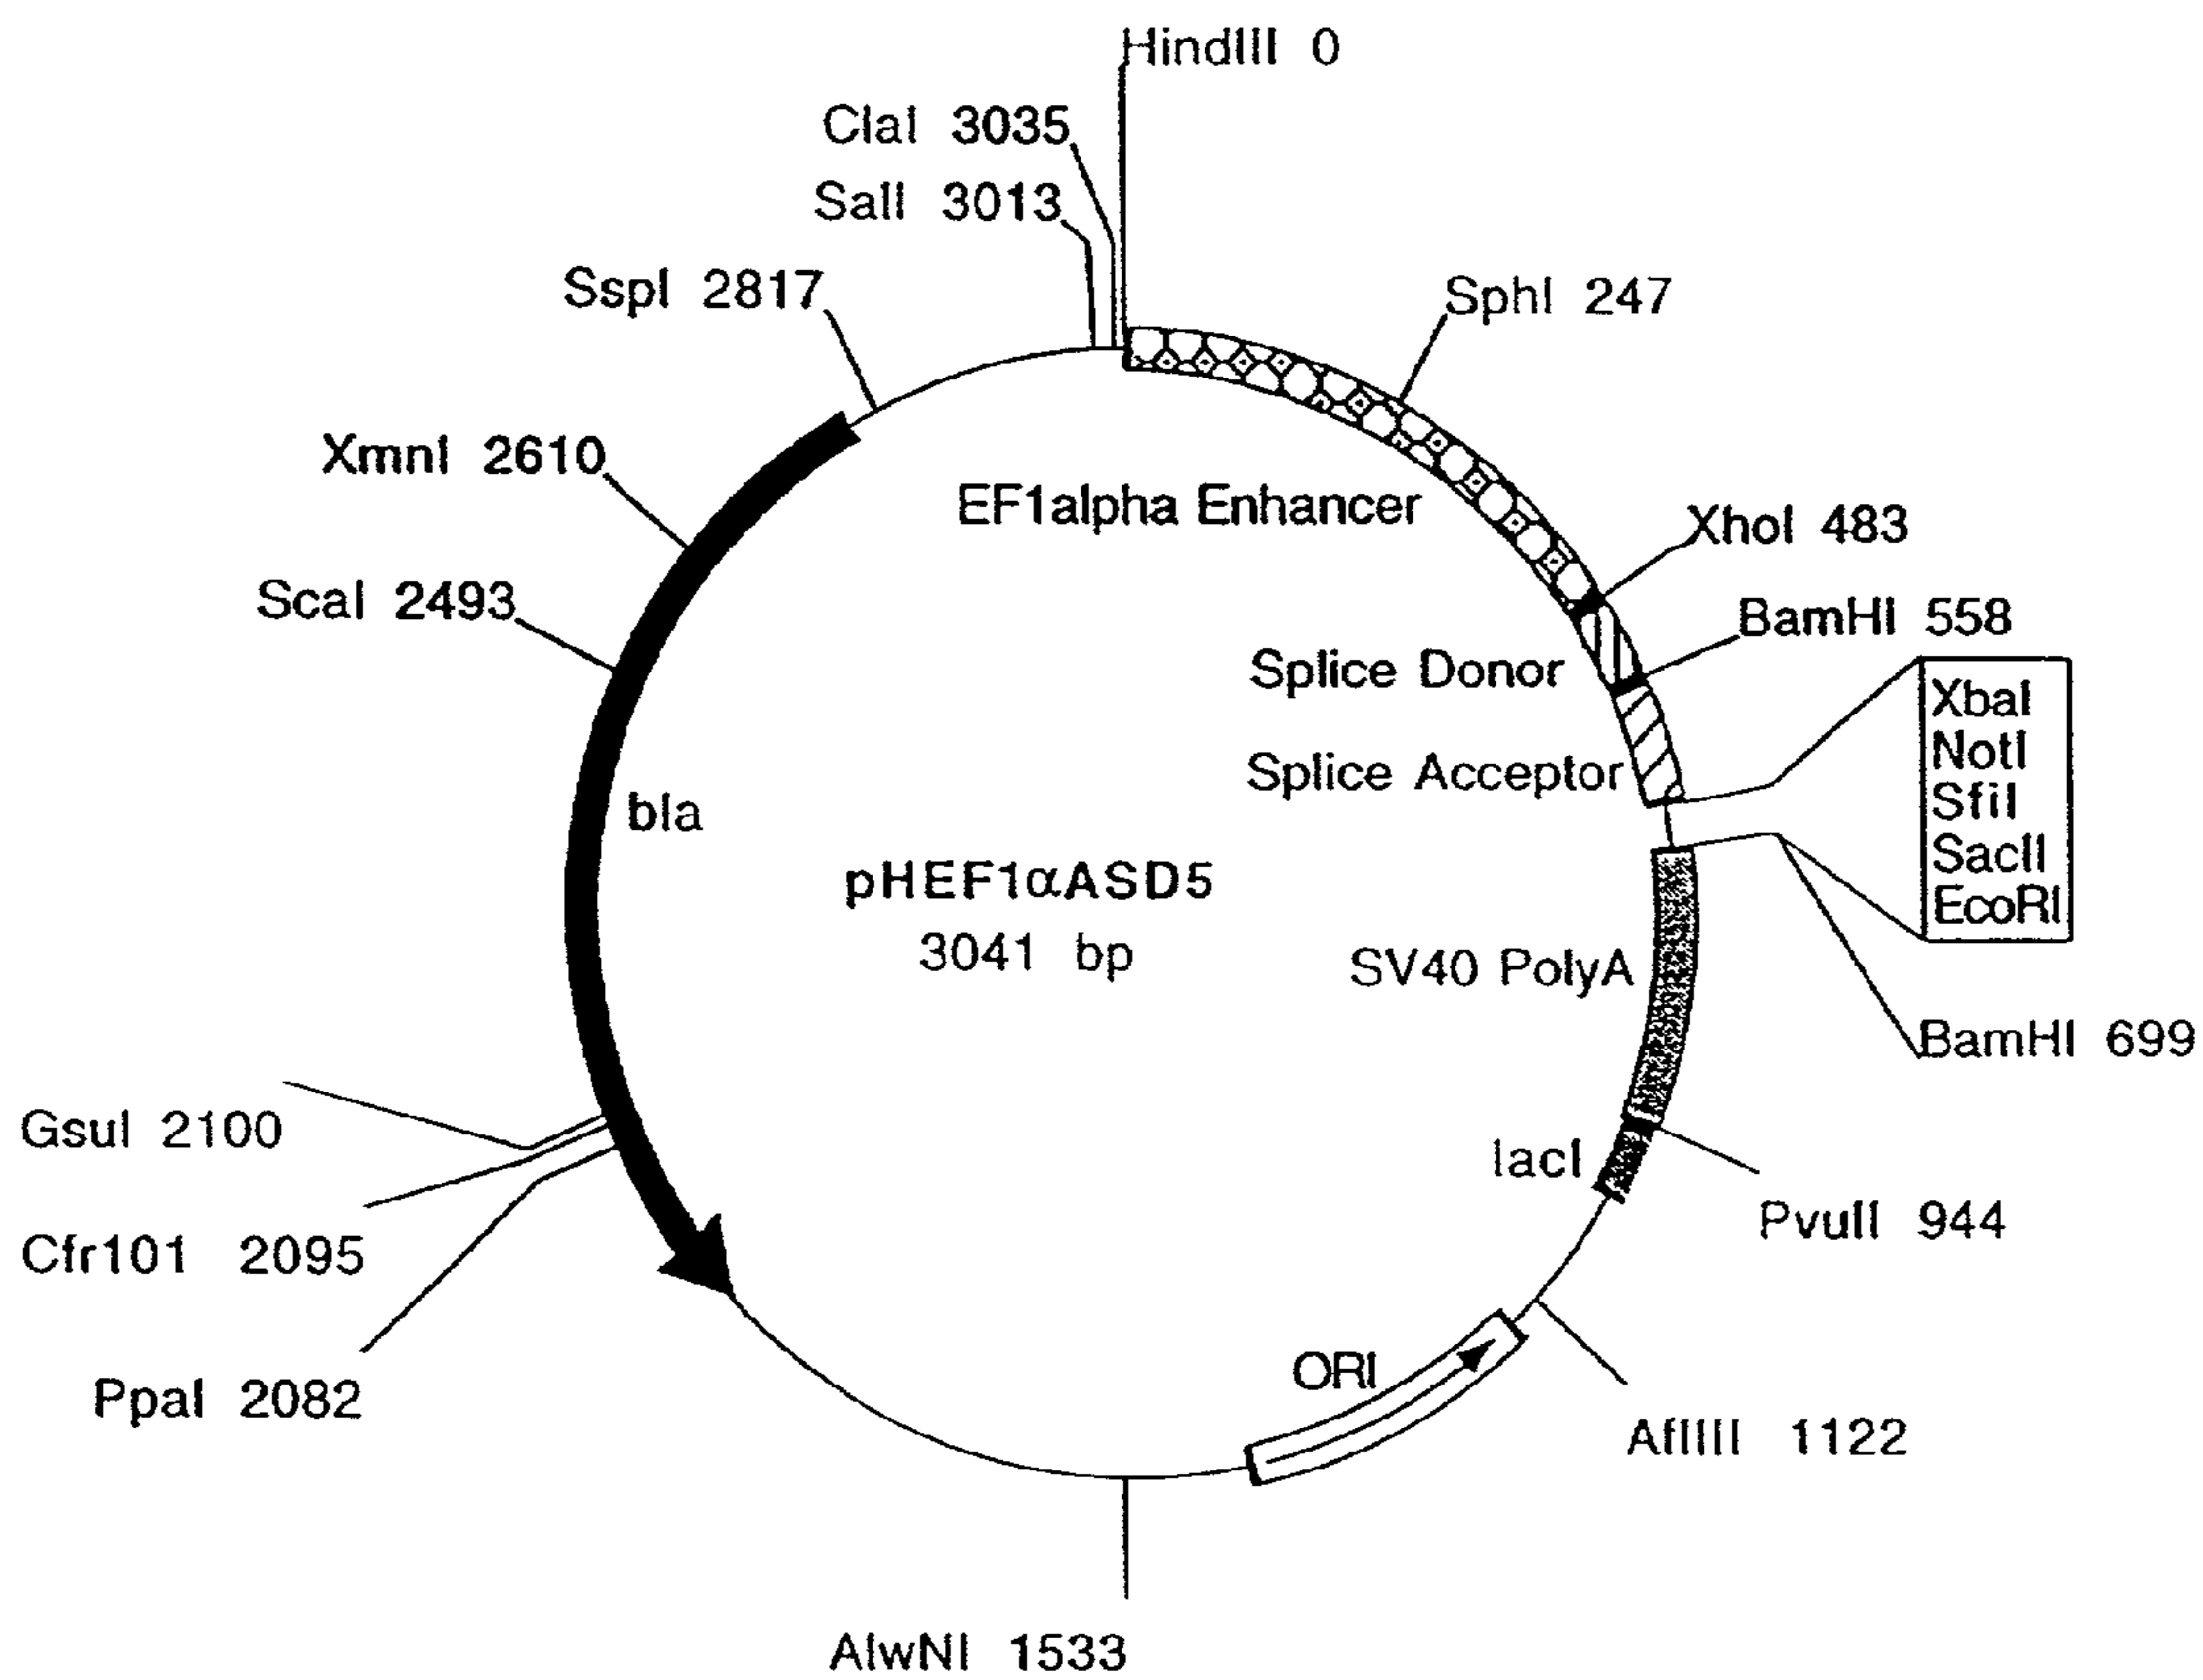 HindIII 0
ClaI 3035
SalI 3013
SspI 2817
SphI 247
XmnI 2610
EF1alpha Enhancer
XhoI 483
ScaI 2493
BamHI 558
Splice Donor
XbaI
NotI
SfiI
SacII
EcoRI
Splice Acceptor
bla
pHEF1αASD5
3041 bp
SV40 PolyA
BamHI 699
GsuI 2100
lacI
PvuII 944
Cfr101 2095
ORI
PpaI 2082
AflIII 1122
AlwNI 1533